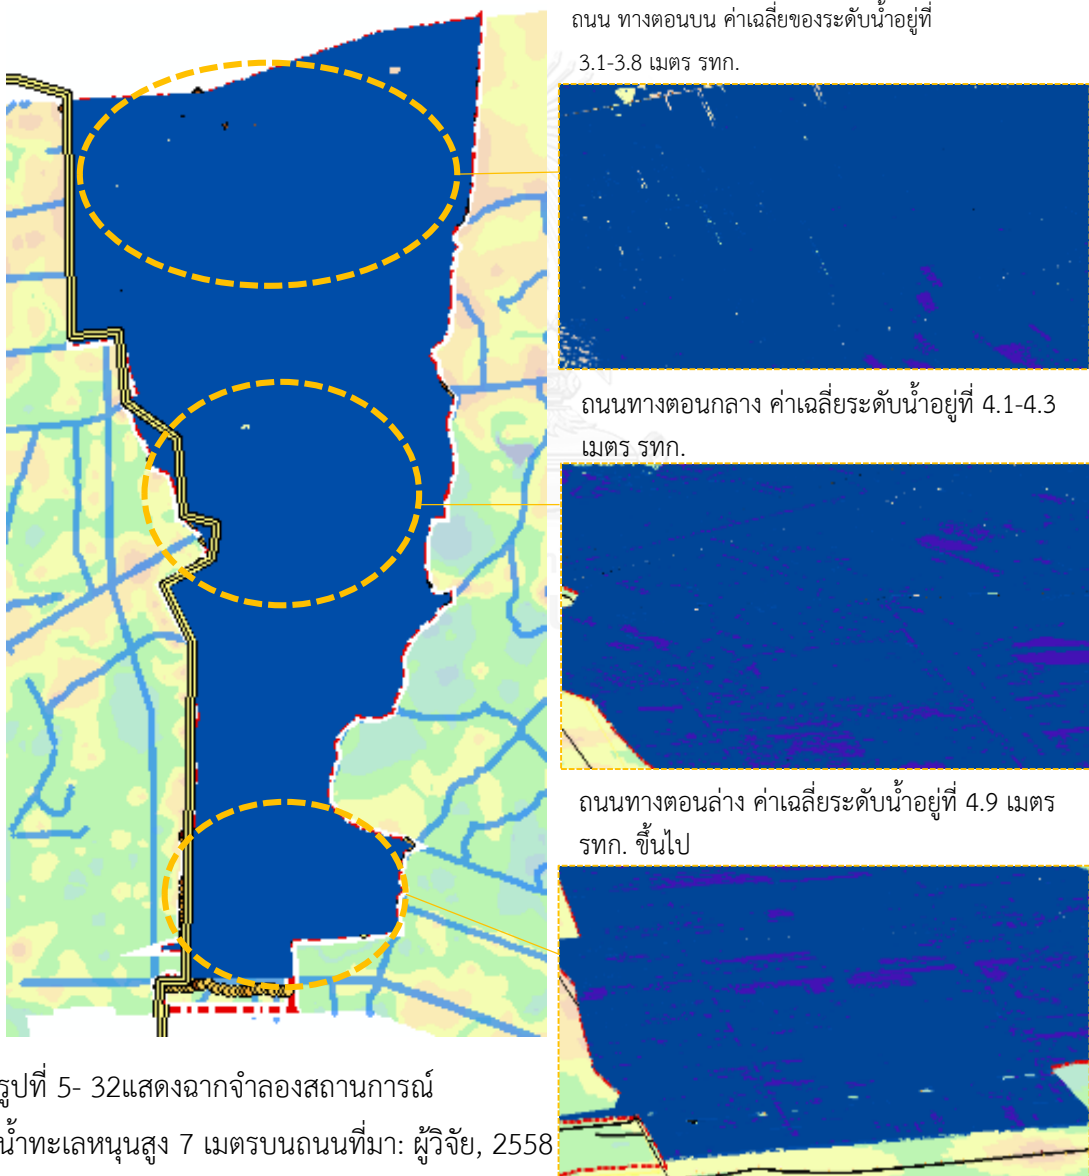 ถนน ทางตอนบน ค่าเฉลี่ยของระดับน้ำอยู่ที่
3.1-3.8 เมตร รทก.
ถนนทางตอนกลาง ค่าเฉลี่ยระดับน้ำอยู่ที่ 4.1-4.3
เมตร รทก.
ถนนทางตอนล่าง ค่าเฉลี่ยระดับน้ำอยู่ที่ 4.9 เมตร
รทก. ขึ้นไป
รูปที่ 5- 32แสดงฉากจำลองสถานการณ์
น้ำทะเลหนุนสูง 7 เมตรบนถนนที่มา: ผู้วิจัย, 2558